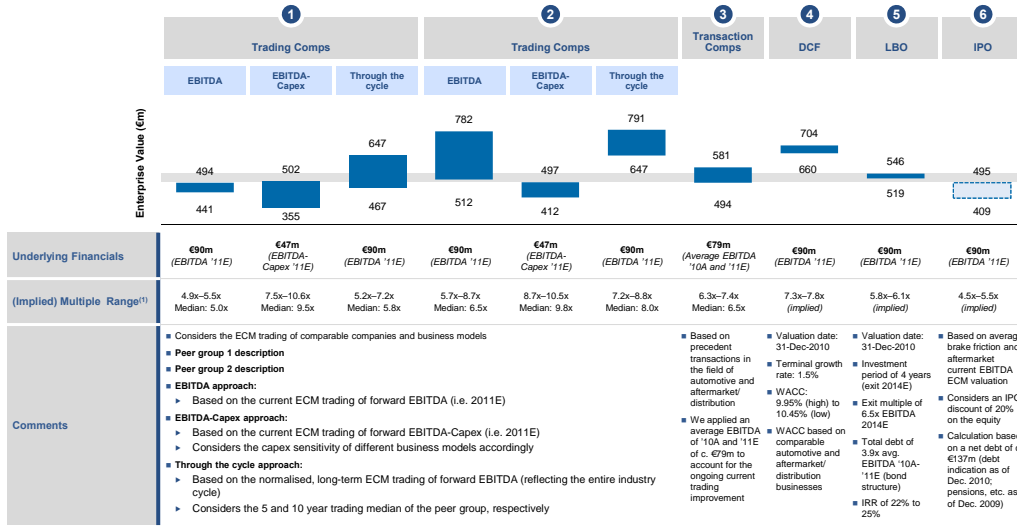 1
2
3
4
5
6
Trading Comps
Trading Comps
Transaction
Comps
DCF
LBO
IPO
EBITDA
EBITDA-
Capex
Through the
cycle
EBITDA
EBITDA-
Capex
Through the
cycle
Enterprise Value (€m)
494
441
502
355
647
467
782
512
497
412
791
647
581
494
704
660
546
519
495
409
Underlying Financials
€90m
(EBITDA '11E)
€47m
(EBITDA-
Capex '11E)
€90m
(EBITDA '11E)
€90m
(EBITDA '11E)
€47m
(EBITDA-
Capex '11E)
€90m
(EBITDA '11E)
€79m
(Average EBITDA
'10A and '11E)
€90m
(EBITDA '11E)
€90m
(EBITDA '11E)
€90m
(EBITDA '11E)
(Implied) Multiple Range(1)
4.9x–5.5x
Median: 5.0x
7.5x–10.6x
Median: 9.5x
5.2x–7.2x
Median: 5.8x
5.7x–8.7x
Median: 6.5x
8.7x–10.5x
Median: 9.8x
7.2x–8.8x
Median: 8.0x
6.3x–7.4x
Median: 6.5x
7.3x–7.8x
(implied)
5.8x–6.1x
(implied)
4.5x–5.5x
(implied)
Comments
Considers the ECM trading of comparable companies and business models
Peer group 1 description
Peer group 2 description
EBITDA approach:
Based on the current ECM trading of forward EBITDA (i.e. 2011E)
EBITDA-Capex approach:
Based on the current ECM trading of forward EBITDA-Capex (i.e. 2011E)
Considers the capex sensitivity of different business models accordingly
Through the cycle approach:
Based on the normalised, long-term ECM trading of forward EBITDA (reflecting the entire industry
cycle)
Considers the 5 and 10 year trading median of the peer group, respectively
Based on
precedent
transactions in
the field of
automotive and
aftermarket/
distribution
We applied an
average EBITDA
of '10A and '11E
of c. €79m to
account for the
ongoing current
trading
improvement
Valuation date:
31-Dec-2010
Terminal growth
rate: 1.5%
WACC:
9.95% (high) to
10.45% (low)
WACC based on
comparable
automotive and
aftermarket/
distribution
businesses
Valuation date:
31-Dec-2010
Investment
period of 4 years
(exit 2014E)
Exit multiple of
6.5x EBITDA
2014E
Total debt of
3.9x avg.
EBITDA '10A-
'11E (bond
structure)
IRR of 22% to
25%
Based on average
brake friction and
aftermarket
current EBITDA
ECM valuation
Considers an IPO
discount of 20%
on the equity
Calculation based
on a net debt of
€137m (debt
indication as of
Dec. 2010;
pensions, etc. as
of Dec. 2009)